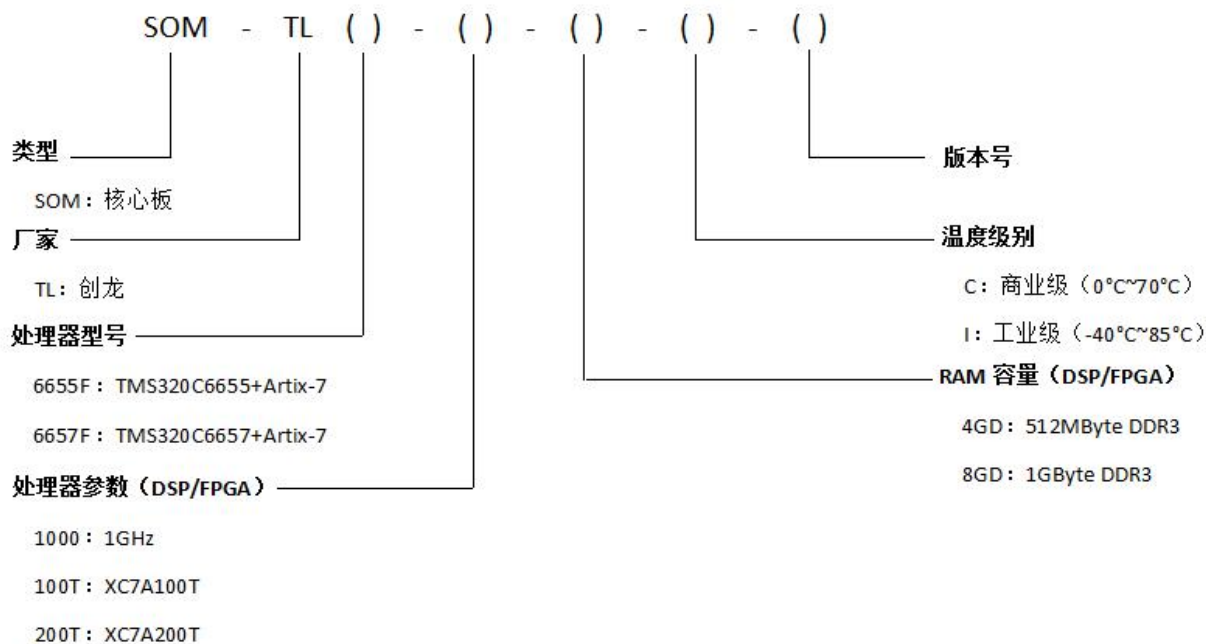 SOM - TL ( ) - ( ) - ( ) - ( ) - ( )
类型
SOM：核心板
厂家
TL：创龙
处理器型号
6655F：TMS320C6655+Artix-7
6657F：TMS320C6657+Artix-7
处理器参数（DSP/FPGA）
1000：1GHz
100T：XC7A100T
200T：XC7A200T
版本号
温度级别
C：商业级（0°C~70°C）
I：工业级（-40°C~85°C）
RAM 容量（DSP/FPGA）
4GD：512MByte DDR3
8GD：1GByte DDR3